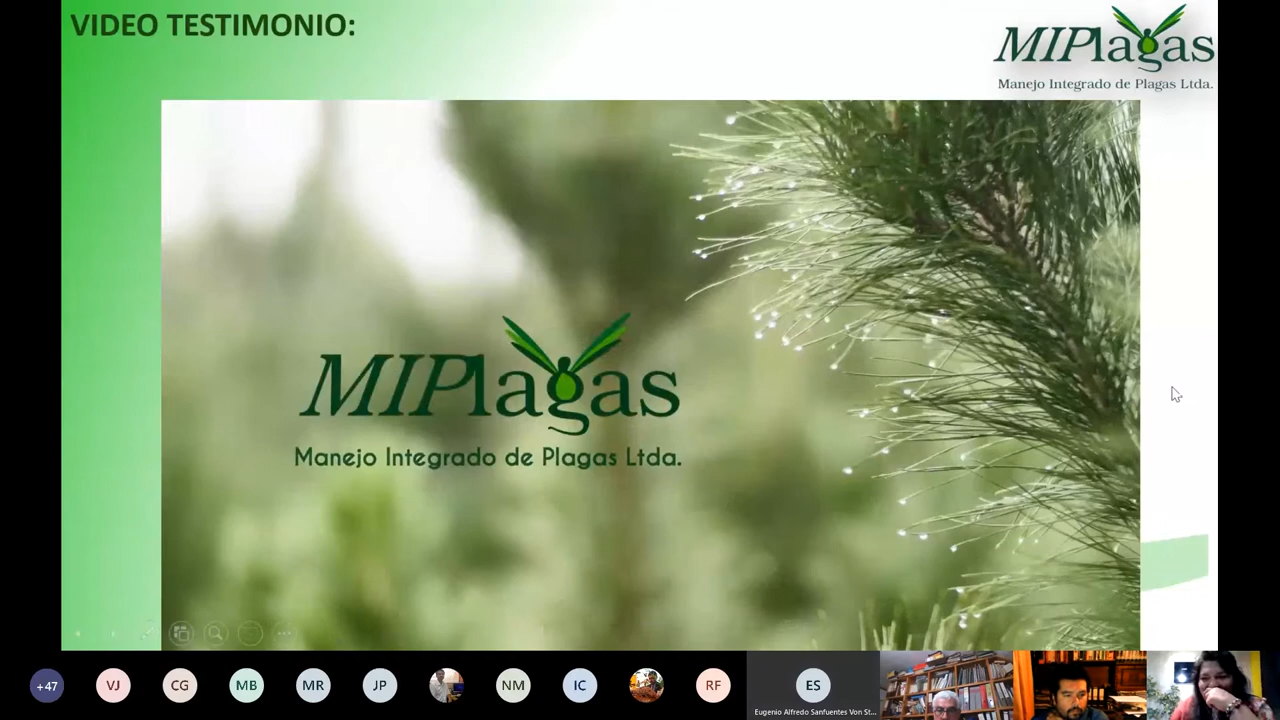 VIDEO TESTIMONIO:
MIPlagas
Manejo Integrado de Plagas Ltda.
MIPlagas
Manejo Integrado de Plagas Ltda.
+47
VJ
CG
MB
MR
JP
NM
IC
RF
ES
Eugenio Alfredo Sanfuentes Von St...